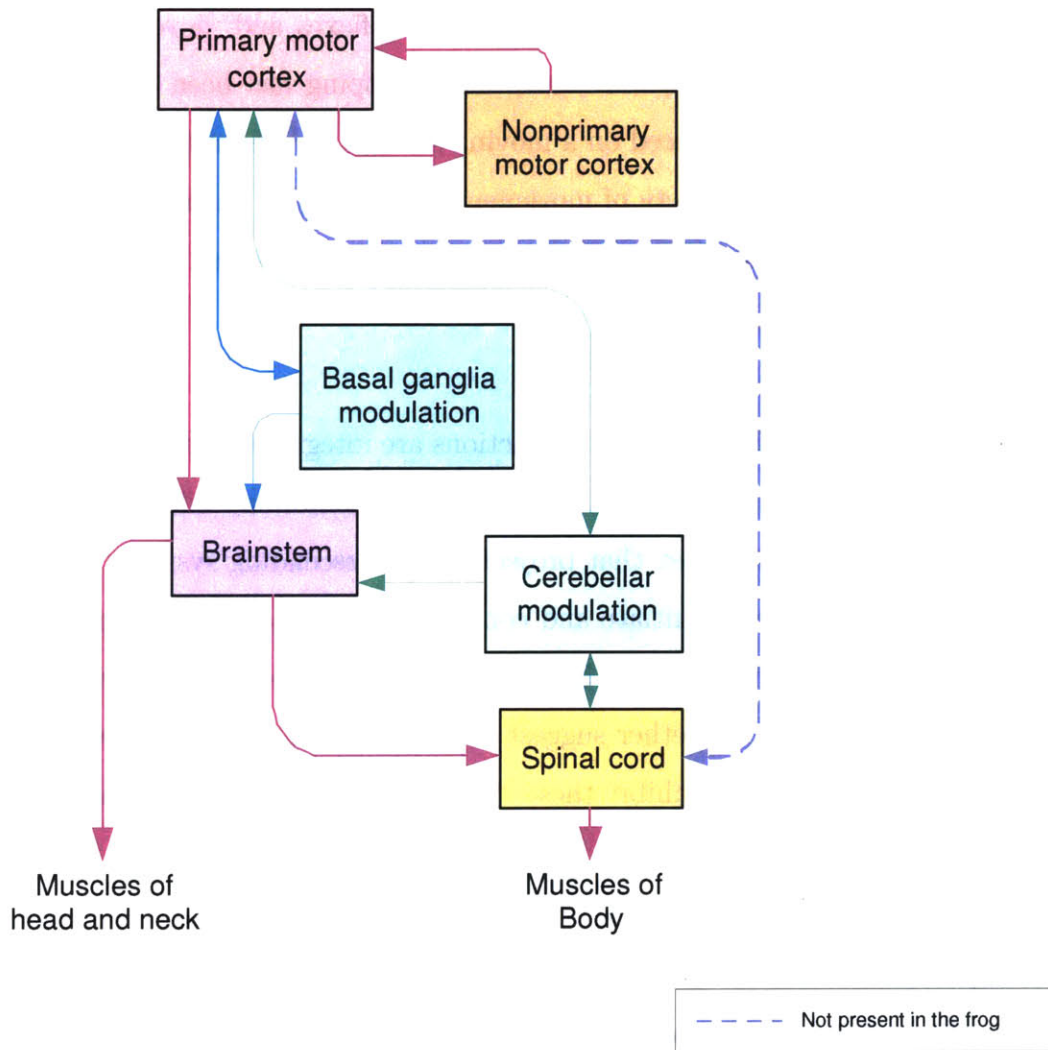 Primary motor
cortex
Nonprimary
motor cortex
Basal ganglia
modulation
Brainstem
Cerebellar
modulation
Spinal cord
Muscles of
head and neck
Muscles of
Body
Not present in the frog